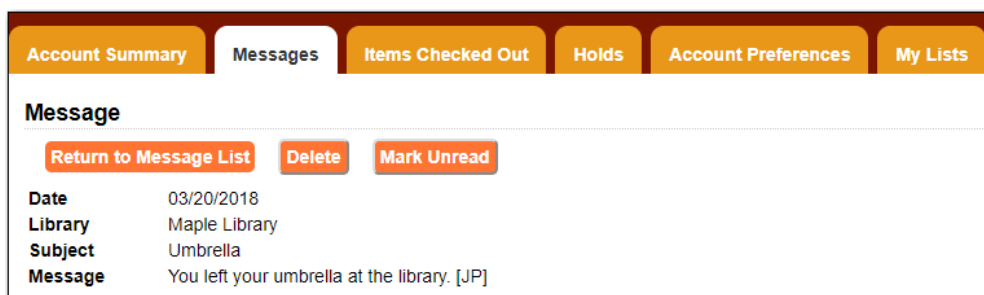 Account Summary Messages Items Checked Out Holds Account Preferences My Lists
Message
Return to Message List Delete Mark Unread
Date 03/20/2018
Library Maple Library
Subject Umbrella
Message You left your umbrella at the library. [JP]